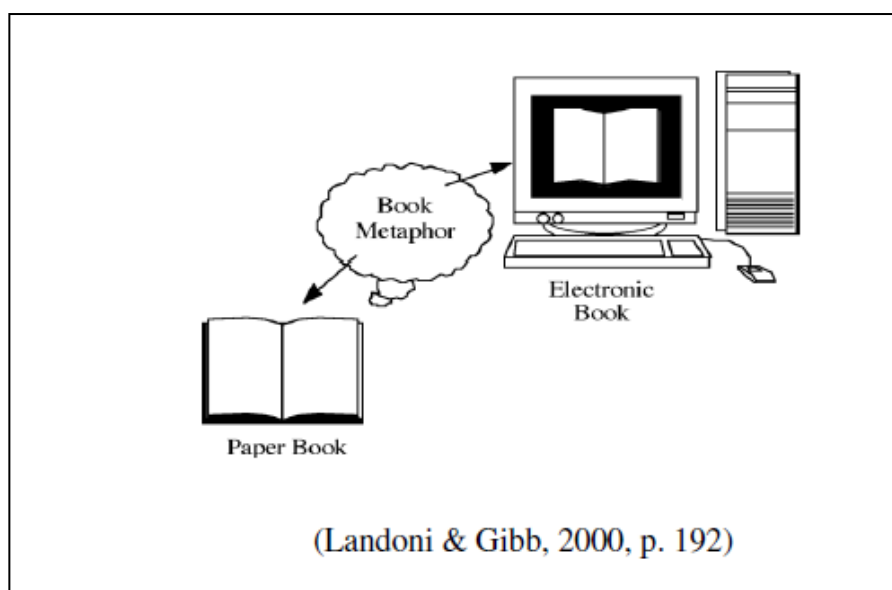 Book
Metaphor
Electronic
Book
Paper Book
(Landoni & Gibb, 2000, p. 192)